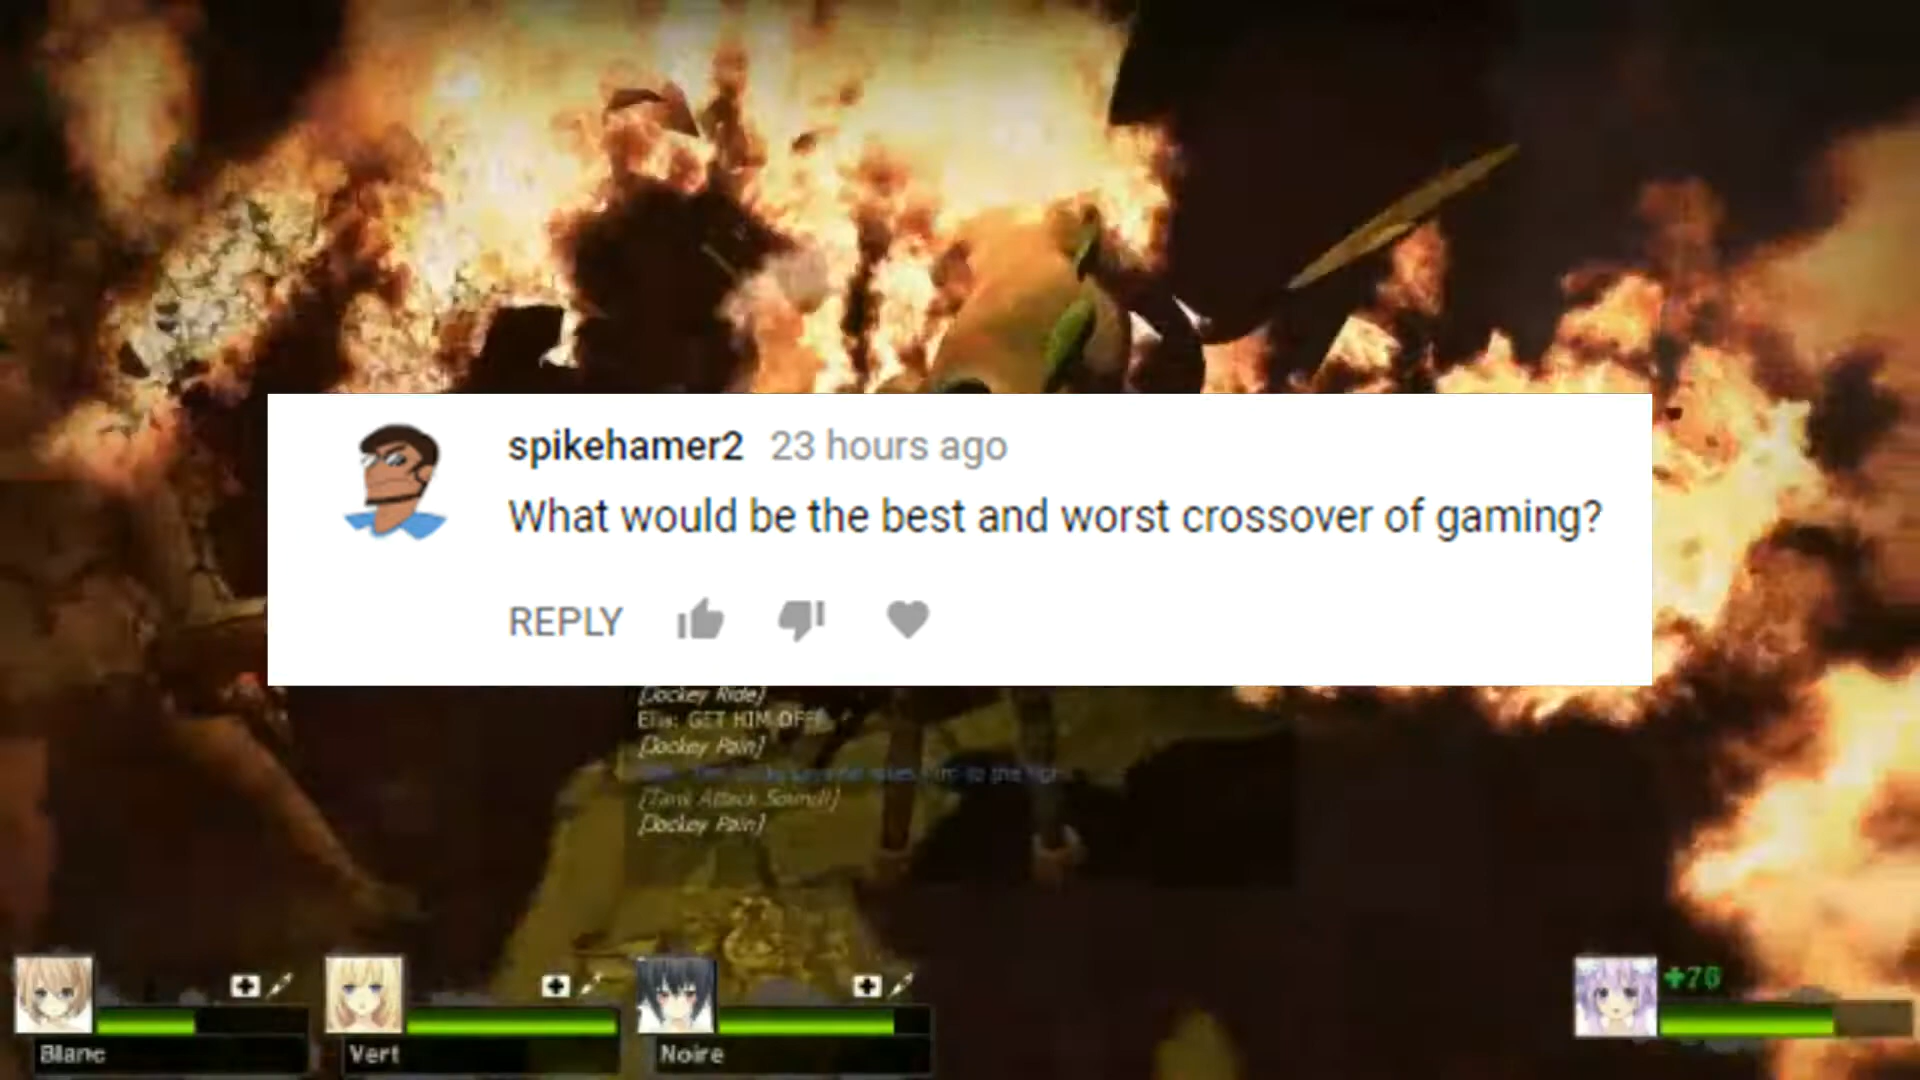 spikehamer2 23 hours ago
What would be the best and worst crossover of gaming?
REPLY
[Jockey Ride]
Ellis: GET HIM OFF!
[Jockey Pain]
[Tank Attack Sound!]
[Jockey Pain]
+76
Blanc
Vert
Noire